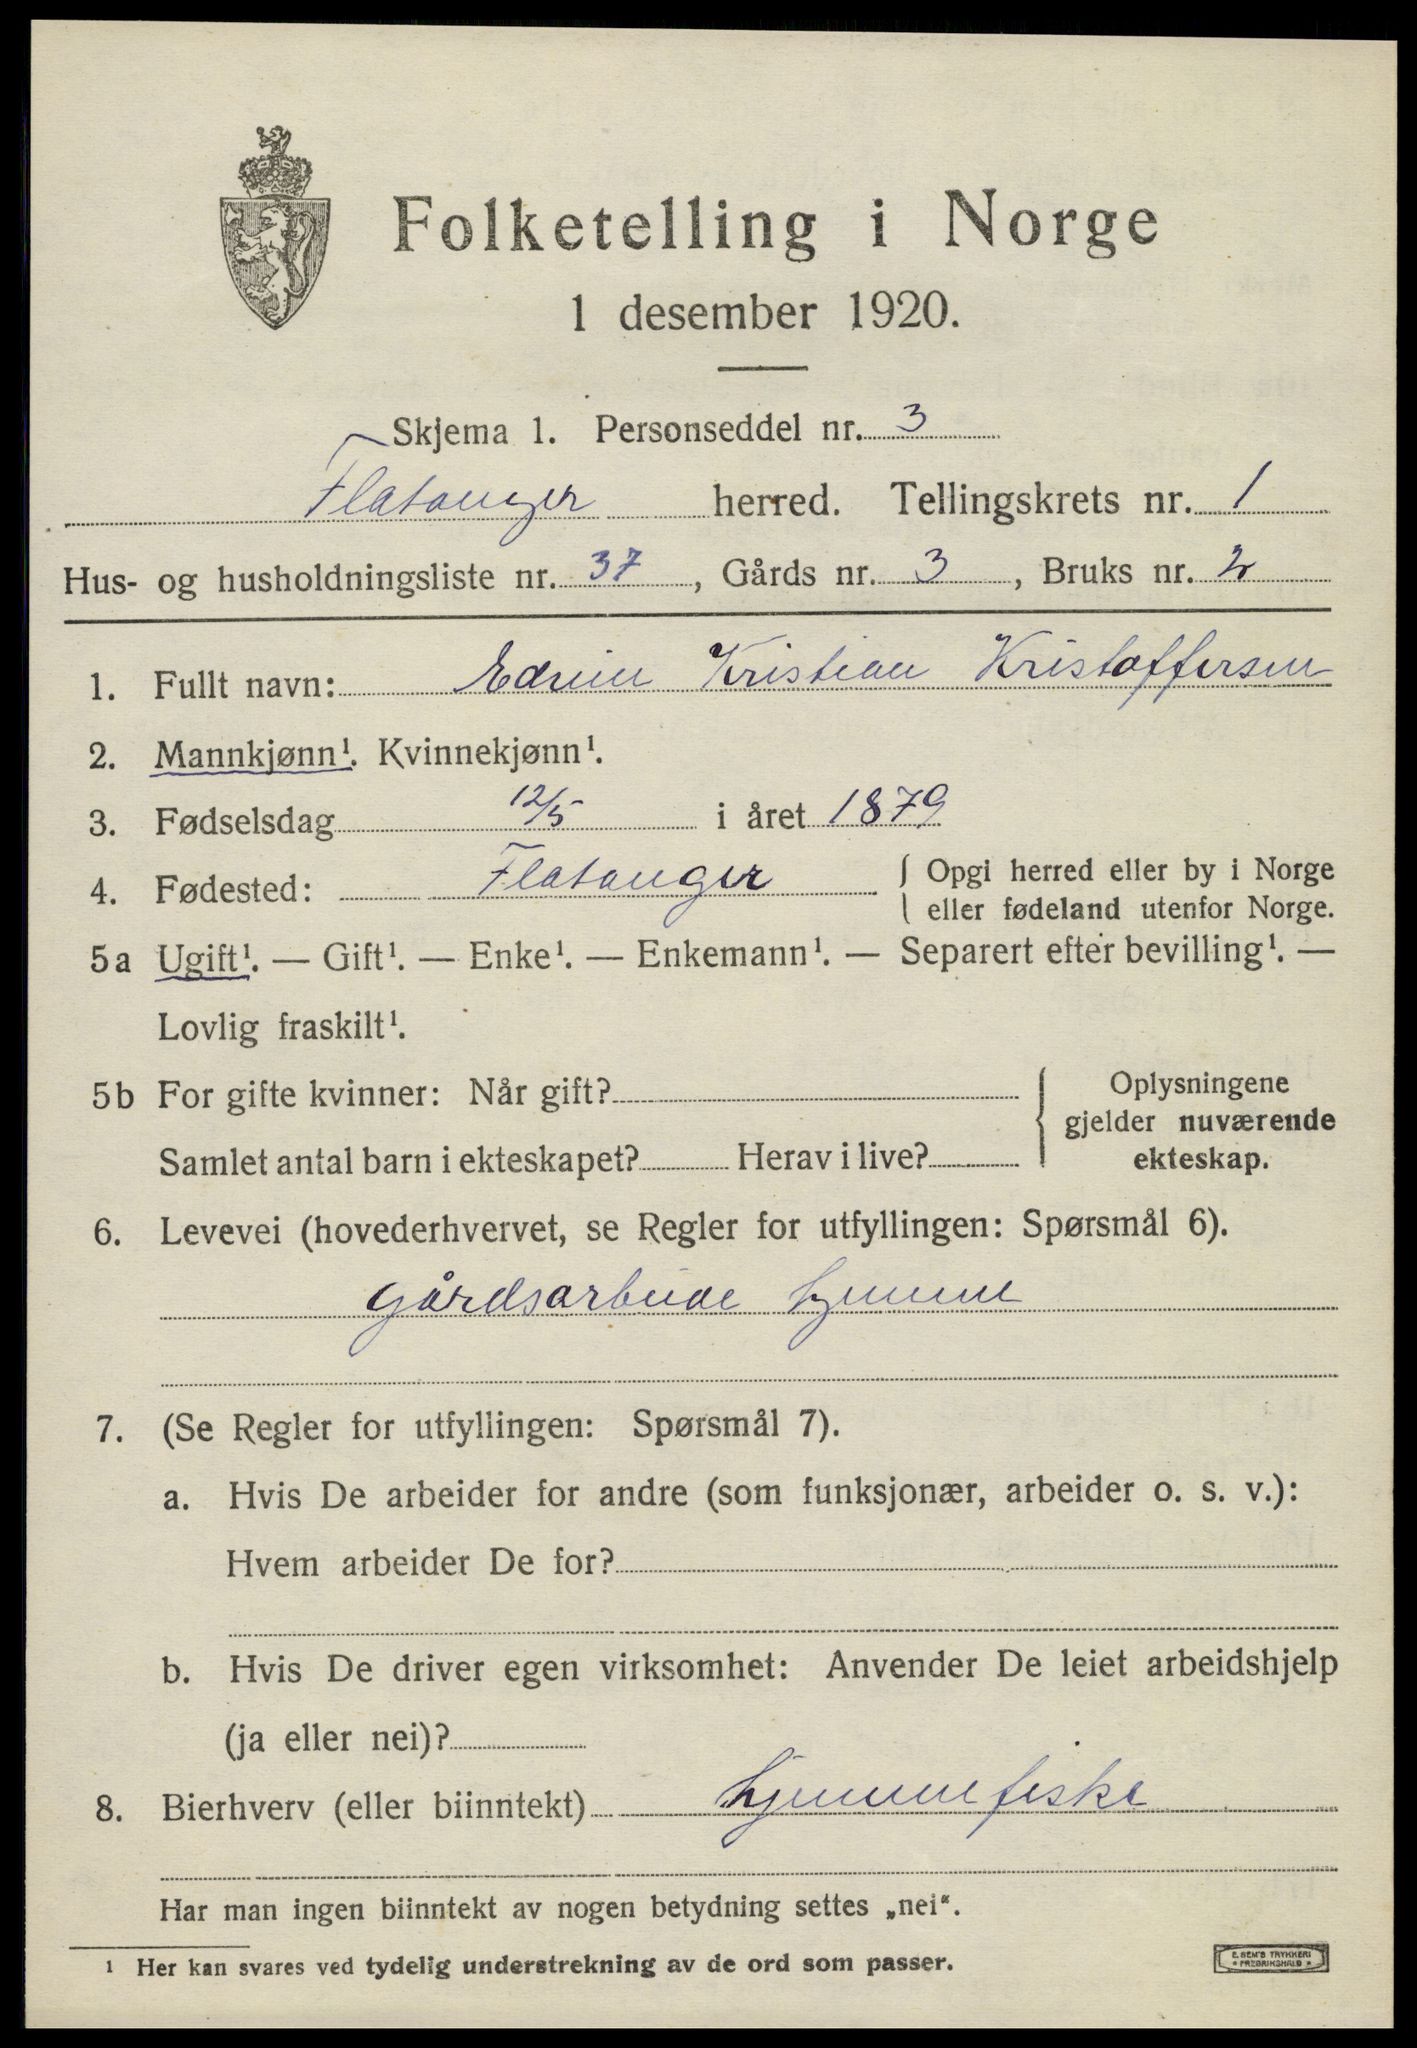 Folketelling i Norge
1 desember 1920.
Skjema 1. Personseddel nr. 3
Flatanger herred. Tellingskrets nr. 1
Hus- og husholdningsliste nr. 37, Gårds nr. 3, Bruks nr. 2
1. Fullt navn: Edvin Kristian Kristoffersen
2. Mannkjønn¹. Kvinnekjønn¹.
3. Fødselsdag 12/5 i året 1879
4. Fødested: Flatanger { Opgi herred eller by i Norge
eller fødeland utenfor Norge.
5a Ugift¹. — Gift¹. — Enke¹. — Enkemann¹. — Separert efter bevilling¹. —
Lovlig fraskilt¹.
5b For gifte kvinner: Når gift? { Oplysningene
gjelder nuværende
Samlet antal barn i ekteskapet? Herav i live? ekteskap.
6. Levevei (hovederhvervet, se Regler for utfyllingen: Spørsmål 6).
Gårdsarbeide hjemme
7. (Se Regler for utfyllingen: Spørsmål 7).
a. Hvis De arbeider for andre (som funksjonær, arbeider o. s. v.):
Hvem arbeider De for?
b. Hvis De driver egen virksomhet: Anvender De leiet arbeidshjelp
(ja eller nei)?
8. Bierhverv (eller biinntekt) hjemmefiske
Har man ingen biinntekt av nogen betydning settes „nei“.
¹ Her kan svares ved tydelig understrekning av de ord som passer.
E. SEM'S TRYKKERI
* FREDRIKSHALD *